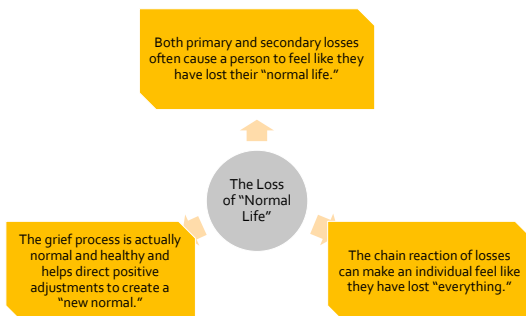 Both primary and secondary losses
often cause a person to feel like they
have lost their “normal life.”
The Loss
of “Normal
Life”
The grief process is actually
normal and healthy and
helps direct positive
adjustments to create a
“new normal.”
The chain reaction of losses
can make an individual feel like
they have lost “everything.”